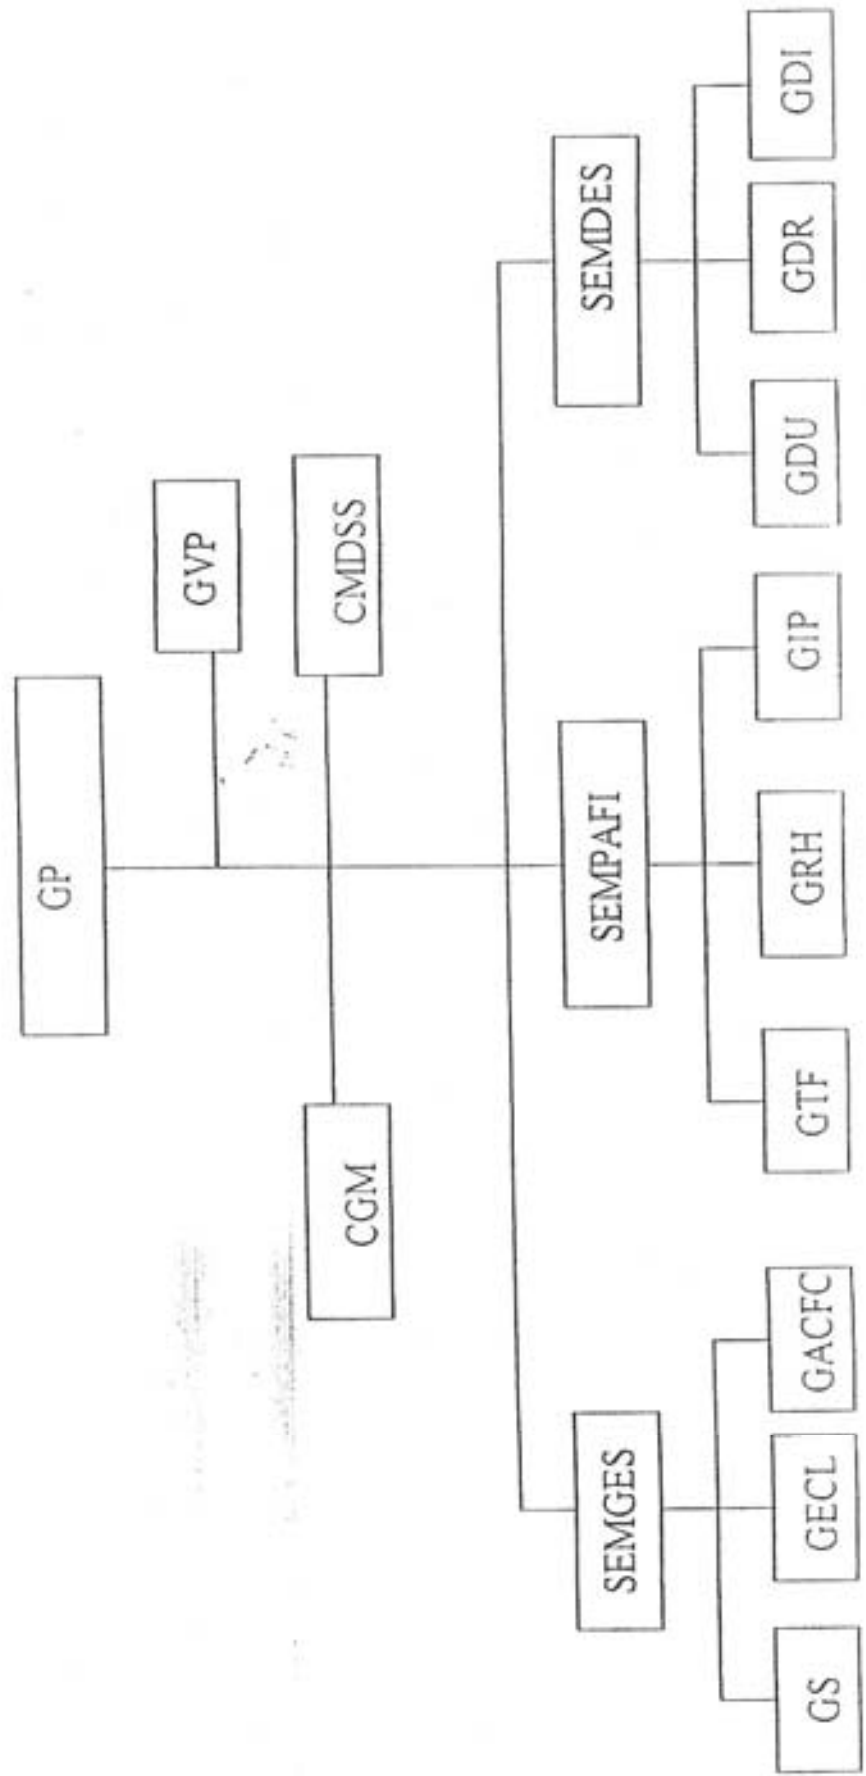 GP
GVP
CGM
CMDSS
SEMGES
SEMPAFI
SEMDES
GS
GECL
GACFC
GTF
GRH
GIP
GDU
GDR
GDI